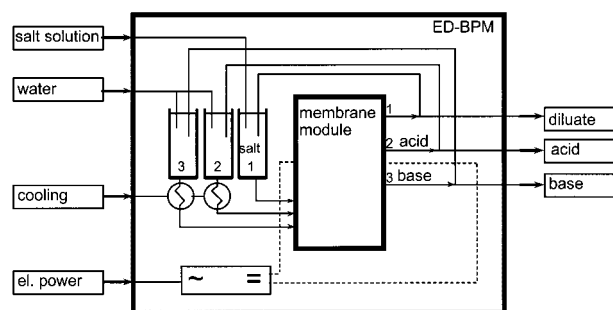 ED-BPM
salt solution
water
membrane
module
1
diluate
salt
3 2 1
2 acid
acid
3 base
base
cooling
el. power
~ =